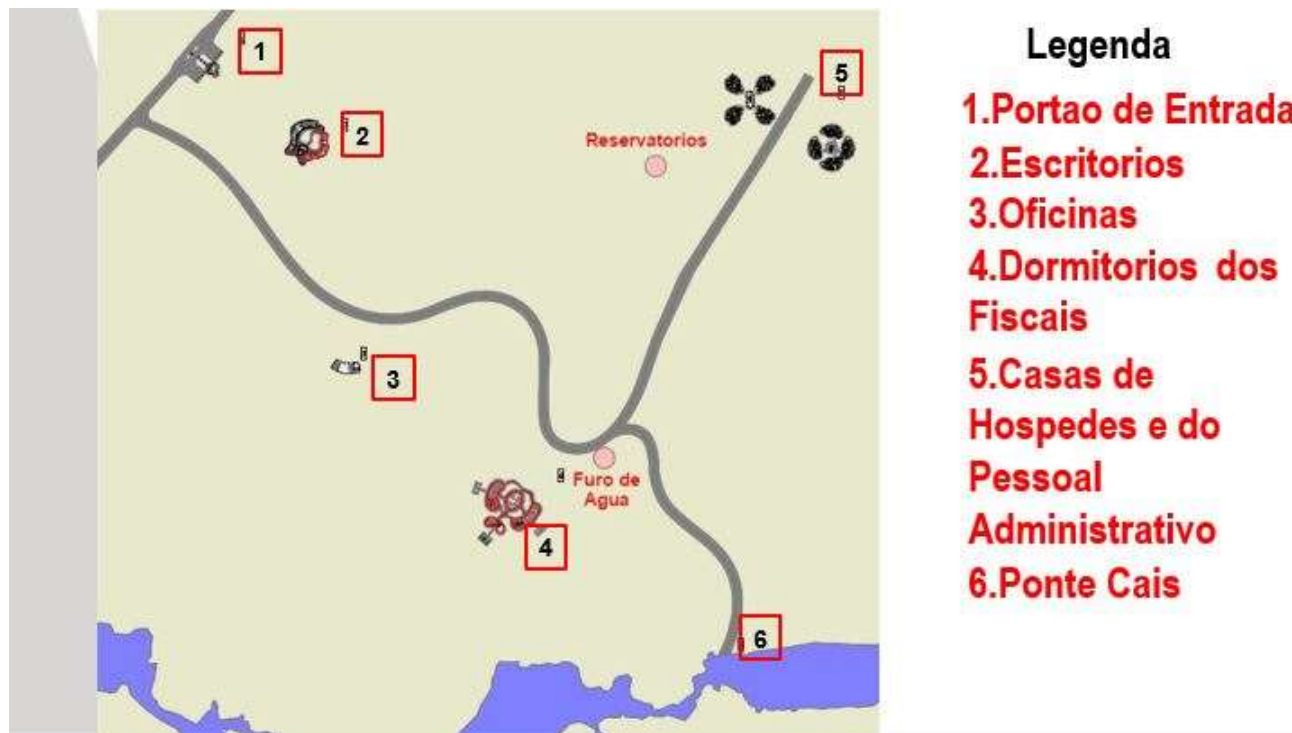 1
2
3
4
5
6
Reservatorios
Furo de
Agua
Legenda
1.Portao de Entrada
2.Escritorios
3.Oficinas
4.Dormitorios dos
Fiscais
5.Casas de
Hospedes e do
Pessoal
Administrativo
6.Ponte Cais